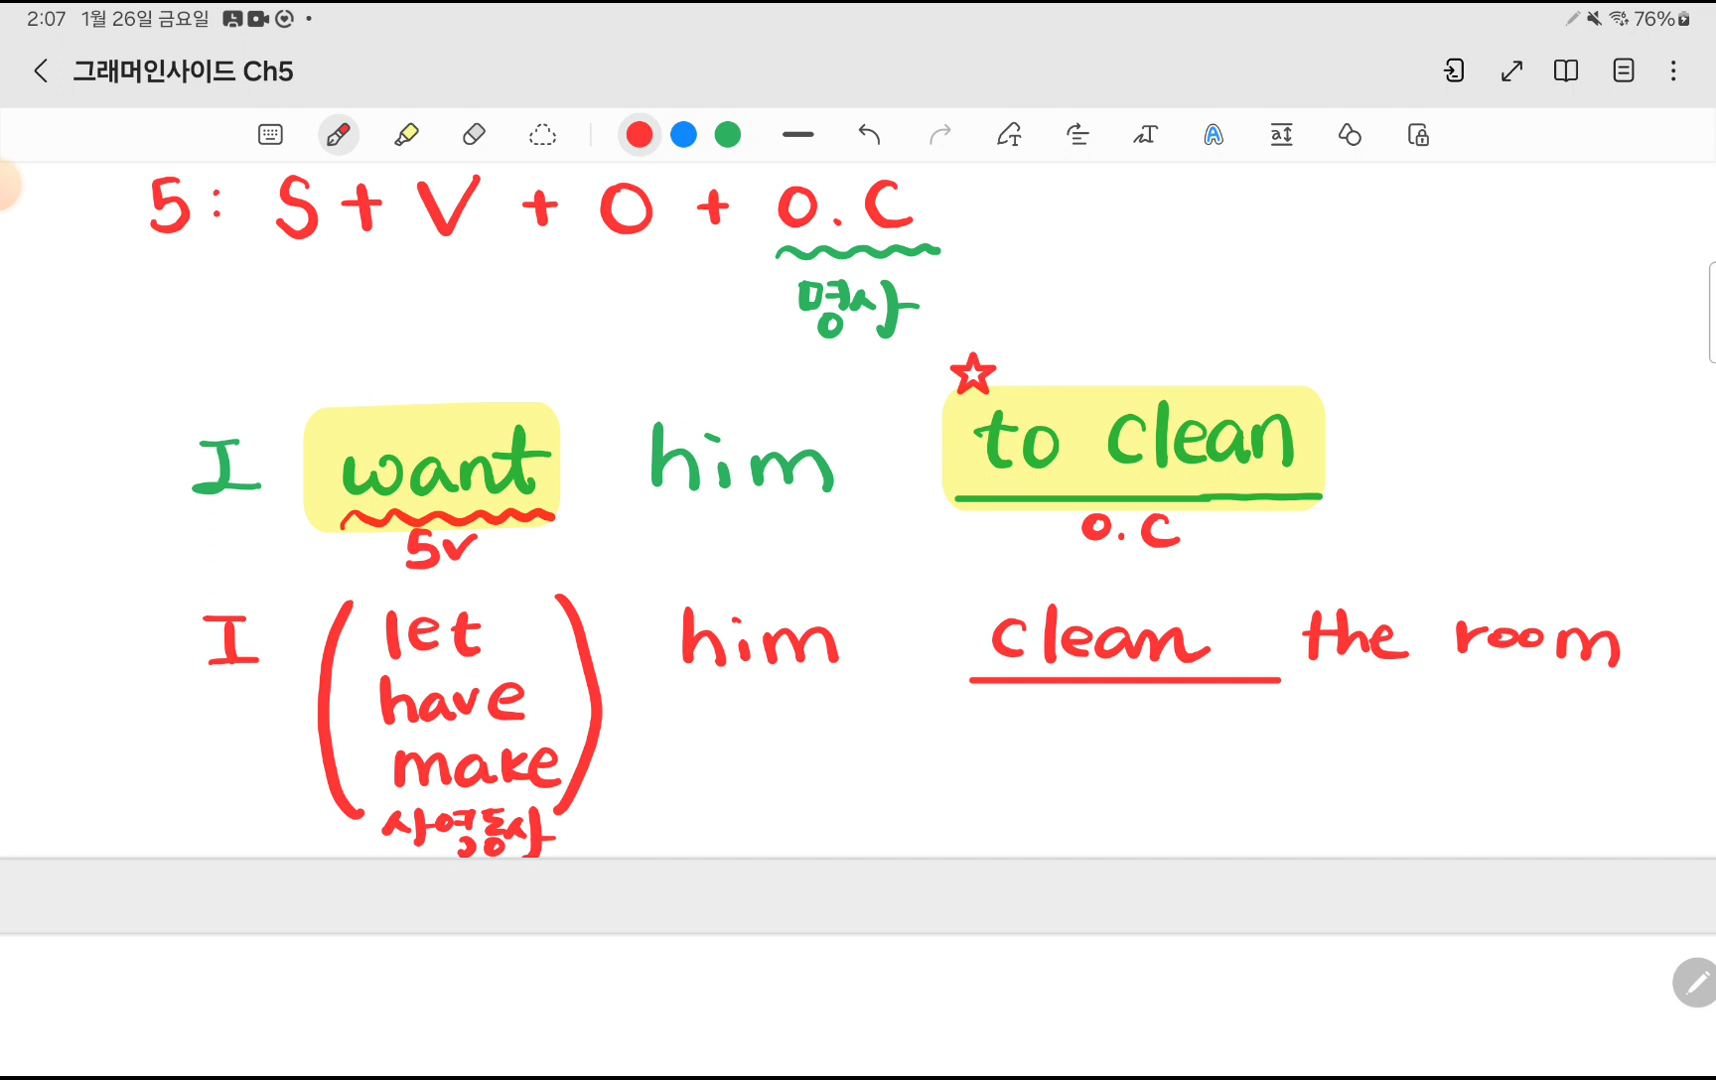 2:07 1월 26일 금요일 76%
그래머인사이드 Ch5
5: S + V + O + O.C
명사
I want him to clean
5V O.C
I let him clean the room
have
make
사역동사